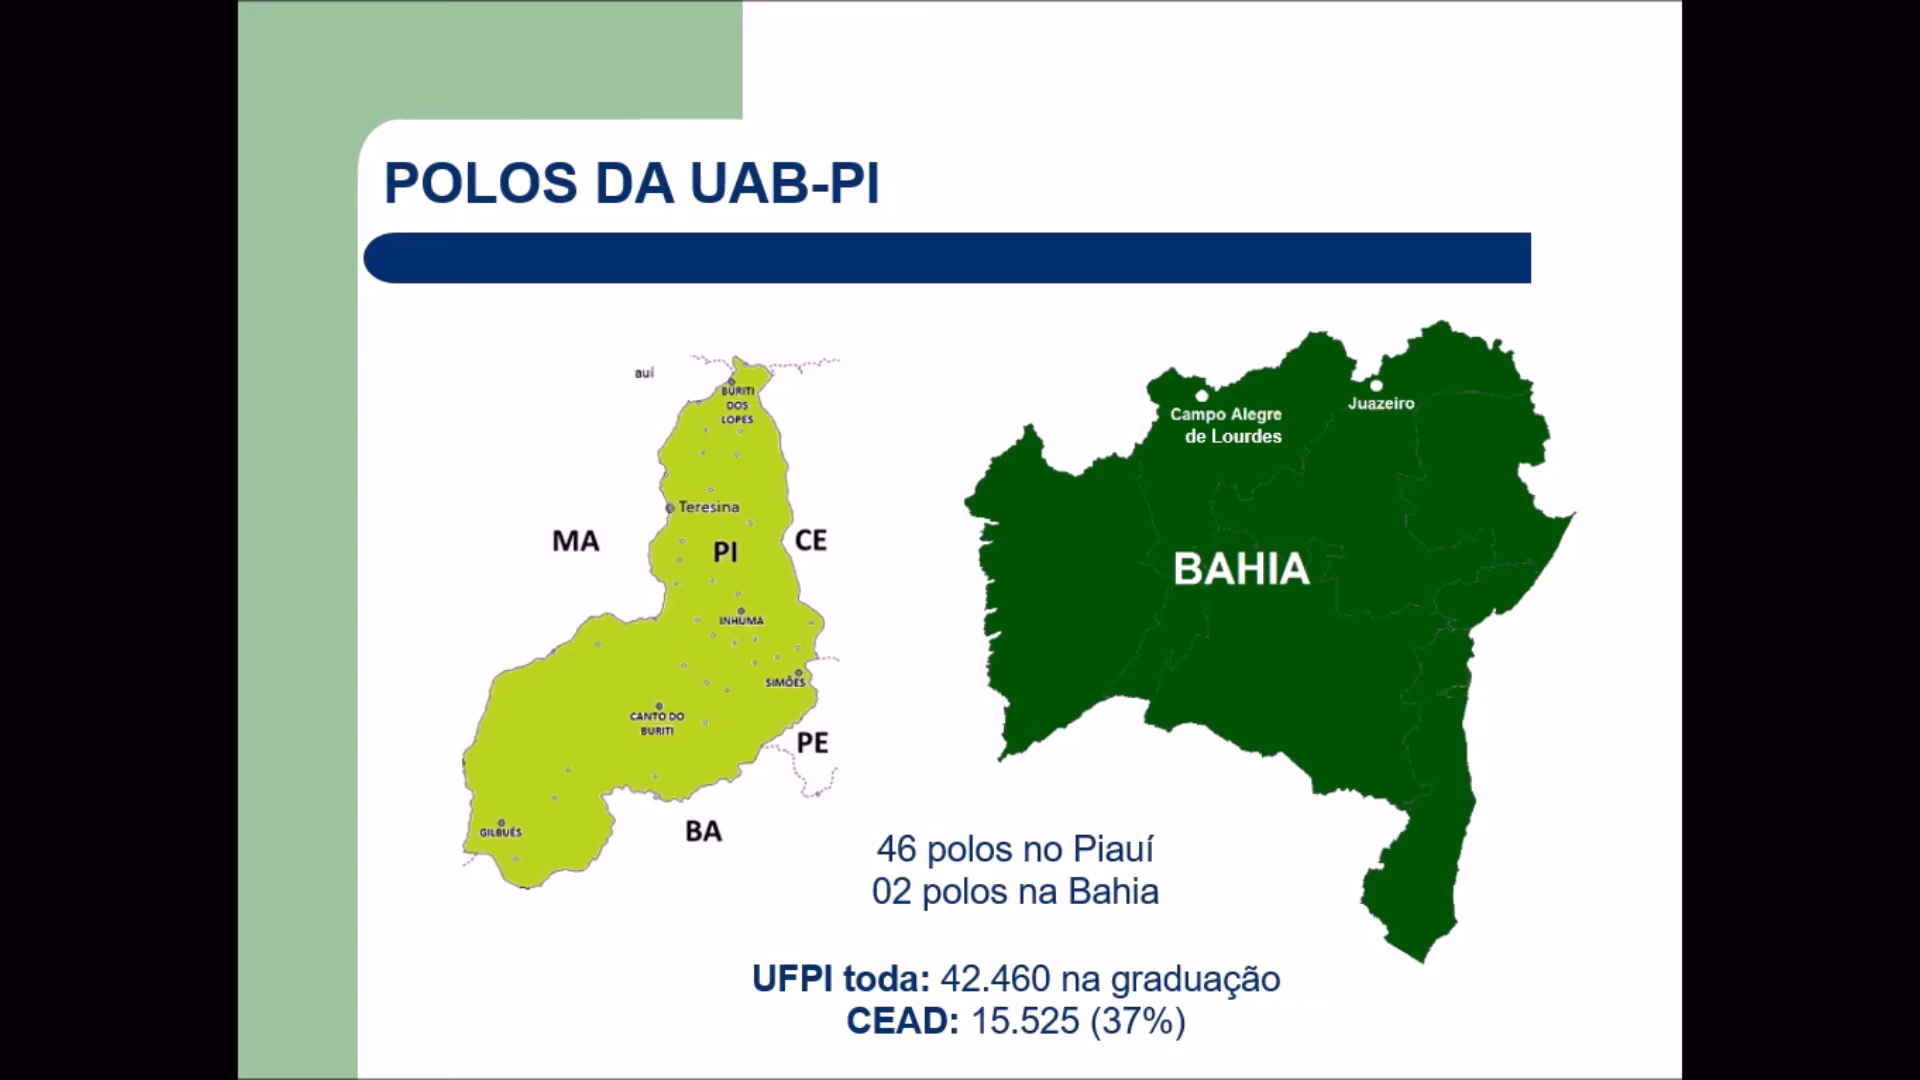 POLOS DA UAB-PI
auí
BURITI
DOS
LOPES
Teresina
MA
PI
CE
INHUMA
SIMÕES
CANTO DO
BURITI
PE
GILBUÉS
BA
Campo Alegre
de Lourdes
Juazeiro
BAHIA
46 polos no Piauí
02 polos na Bahia
UFPI toda: 42.460 na graduação
CEAD: 15.525 (37%)